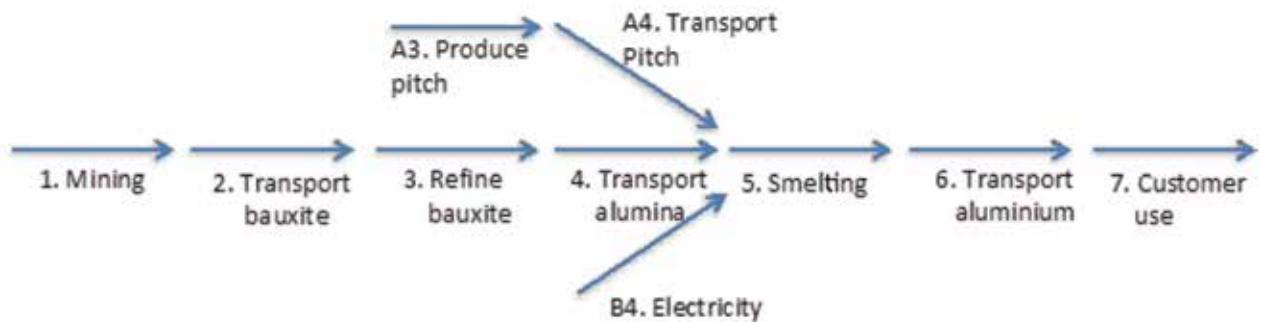 A3. Produce
pitch
A4. Transport
Pitch
1. Mining
2. Transport
bauxite
3. Refine
bauxite
4. Transport
alumina
5. Smelting
6. Transport
aluminium
7. Customer
use
B4. Electricity